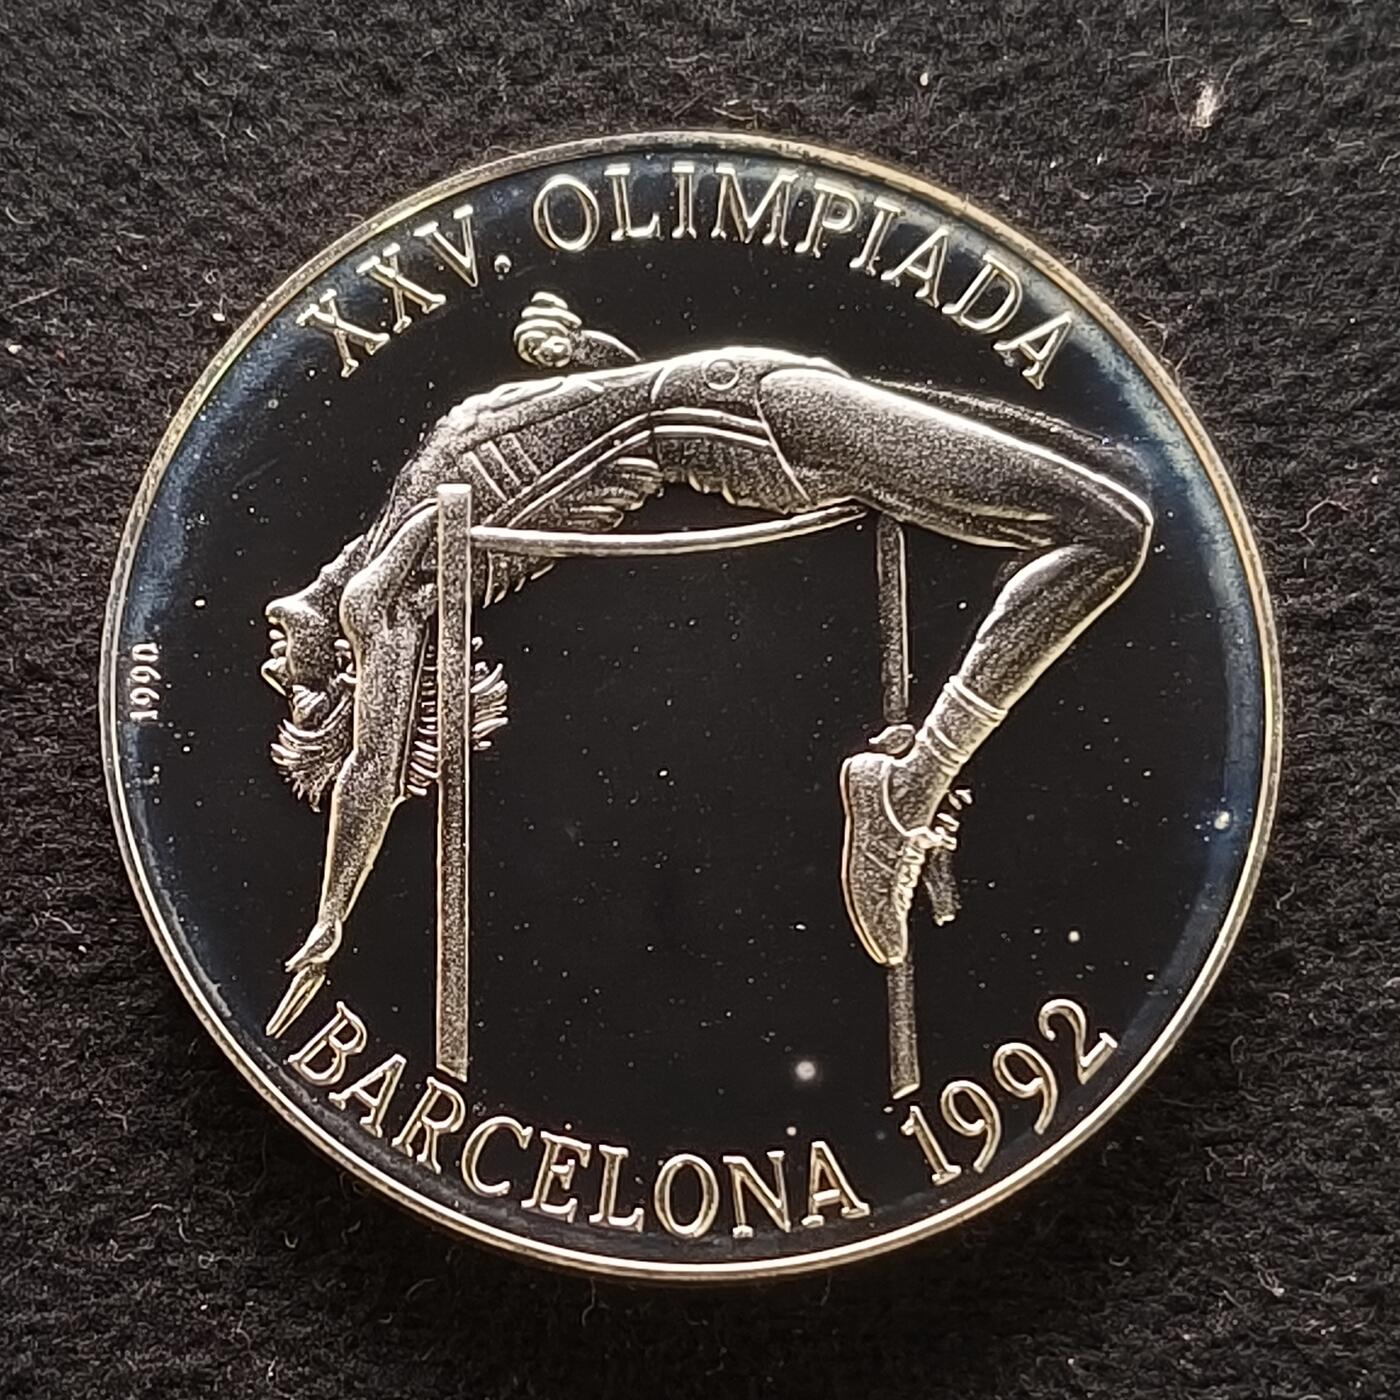 XXV. OLIMPIADA
1990
BARCELONA 1992